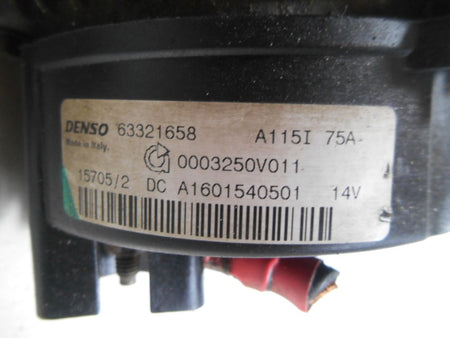 DENSO 63321658 A115I 75A
Made in Italy. 0003250V011
15705/2 DC A1601540501 14V